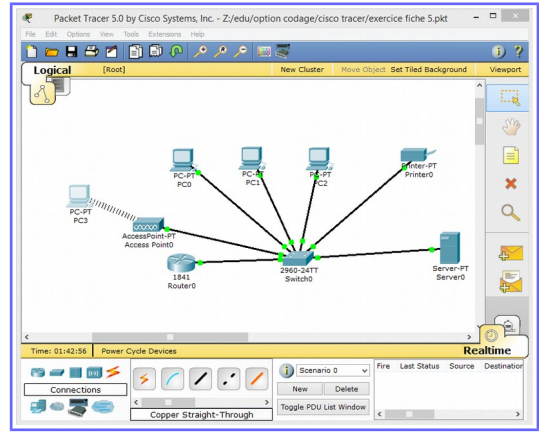 Packet Tracer 5.0 by Cisco Systems, Inc. - Z:/edu/option codage/cisco tracer/exercice fiche 5.pkt
File Edit Options View Tools Extensions Help
Logical [Root] New Cluster Move Object Set Tiled Background Viewport
PC-PT
PC0
PC-PT
PC1
PC-PT
PC2
Printer-PT
Printer0
PC-PT
PC3
AccessPoint-PT
Access Point0
1841
Router0
2960-24TT
Switch0
Server-PT
Server0
Time: 01:42:56 Power Cycle Devices Realtime
Connections
Copper Straight-Through
Scenario 0
New Delete
Toggle PDU List Window
Fire Last Status Source Destination